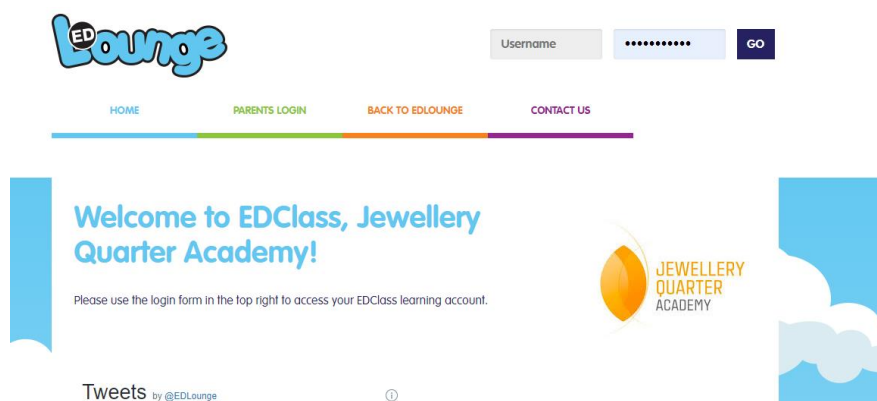 ED
Lounge
Username
•••••••••••
GO
HOME
PARENTS LOGIN
BACK TO EDLOUNGE
CONTACT US
Welcome to EDClass, Jewellery
Quarter Academy!
Please use the login form in the top right to access your EDClass learning account.
JEWELLERY
QUARTER
ACADEMY
Tweets by @EDLounge